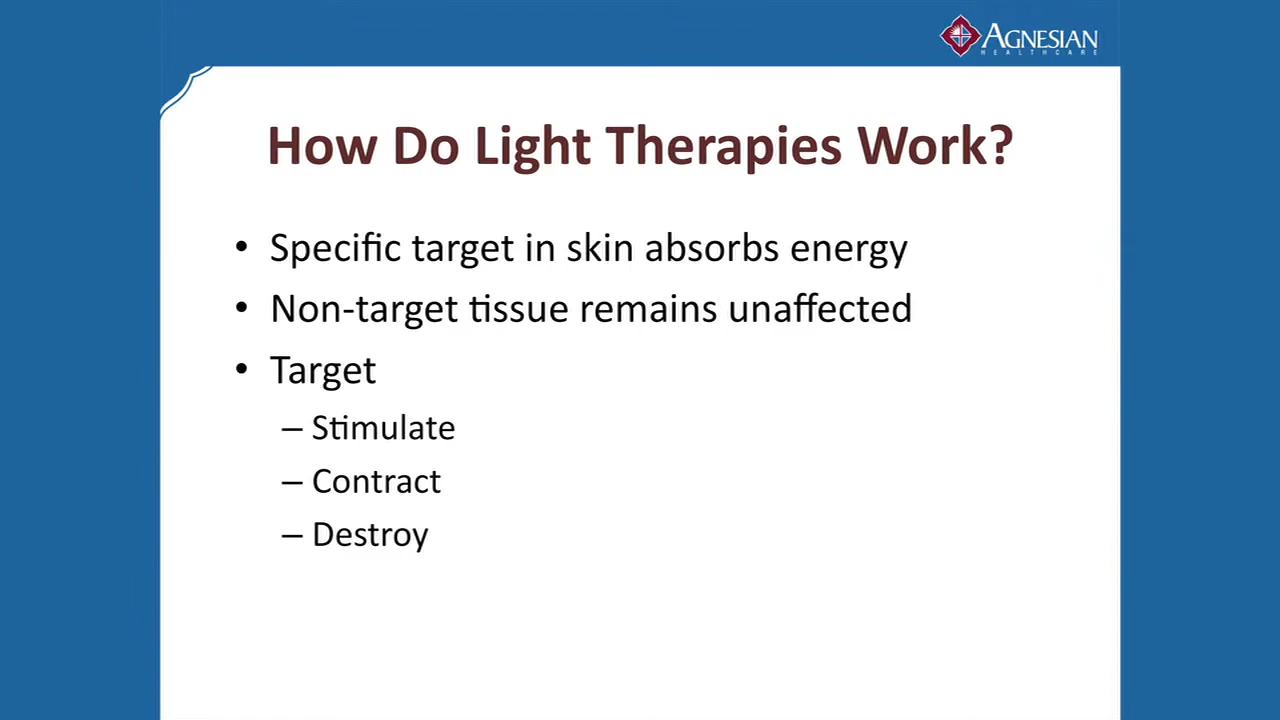 AGNESIAN
HEALTHCARE
How Do Light Therapies Work?
• Specific target in skin absorbs energy
• Non-target tissue remains unaffected
• Target
– Stimulate
– Contract
– Destroy